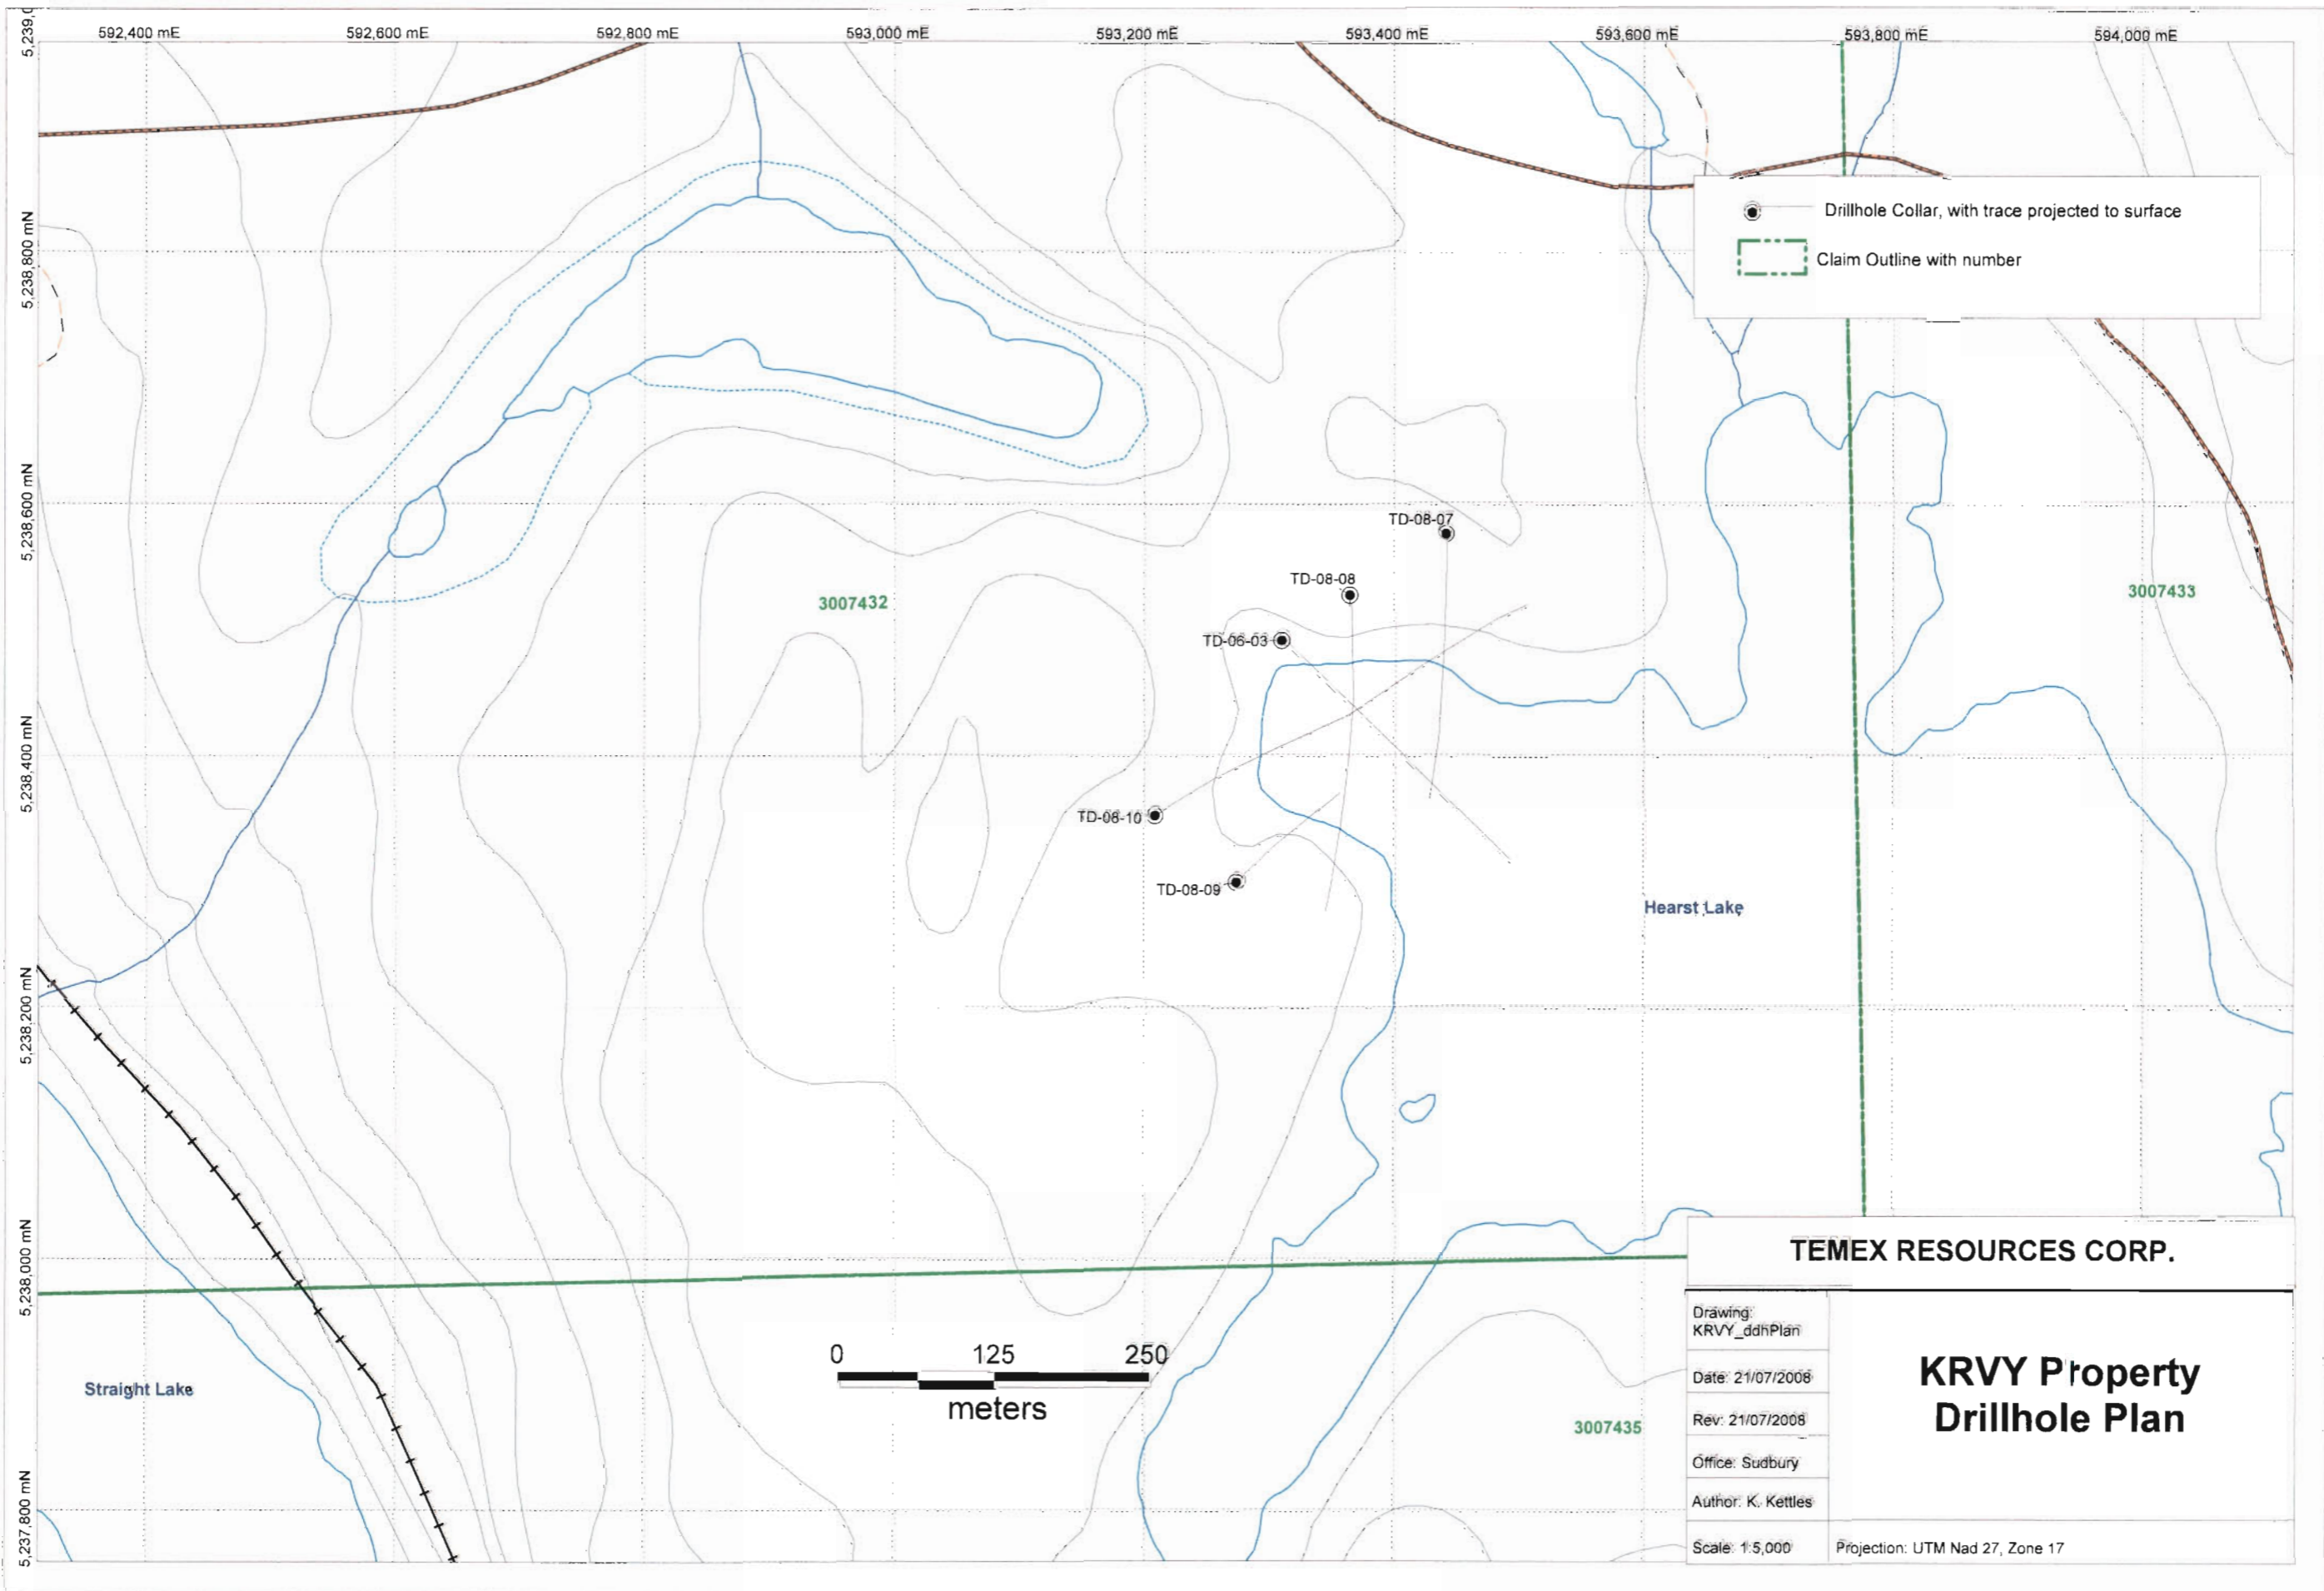 592,400 mE 592,600 mE 592,800 mE 593,000 mE 593,200 mE 593,400 mE 593,600 mE 593,800 mE 594,000 mE
5,239,0
5,238,800 mN
5,238,600 mN
5,238,400 mN
5,238,200 mN
5,238,000 mN
5,237,800 mN
Drillhole Collar, with trace projected to surface
Claim Outline with number
TD-08-07
TD-08-08
3007432
3007433
TD-06-03
TD-08-10
TD-08-09
Hearst Lake
Straight Lake
0 125 250
meters
3007435
TEMEX RESOURCES CORP.
Drawing:
KRVY_ddhPlan
Date: 21/07/2008
Rev: 21/07/2008
Office: Sudbury
Author: K. Kettles
Scale: 1:5,000
KRVY Property
Drillhole Plan
Projection: UTM Nad 27, Zone 17